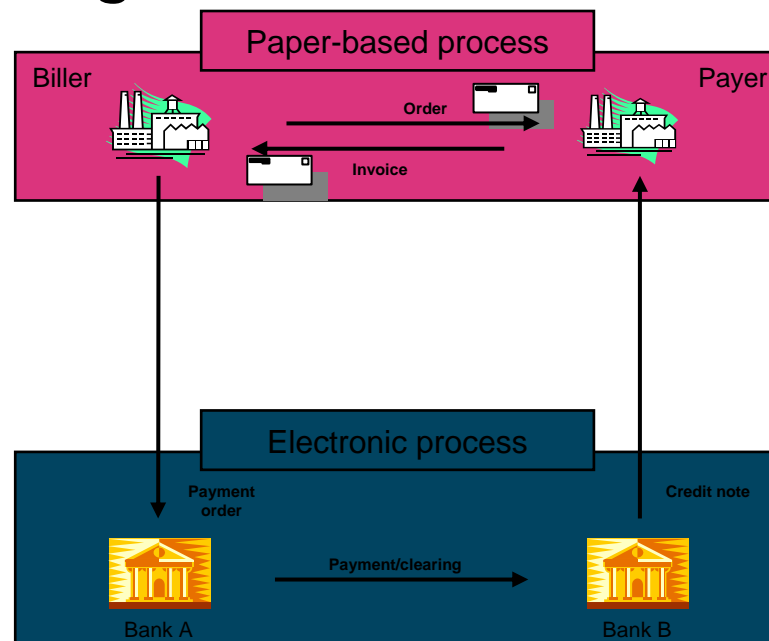 Paper-based process
Biller
Payer
Order
Invoice
Electronic process
Payment
order
Credit note
Payment/clearing
Bank A
Bank B